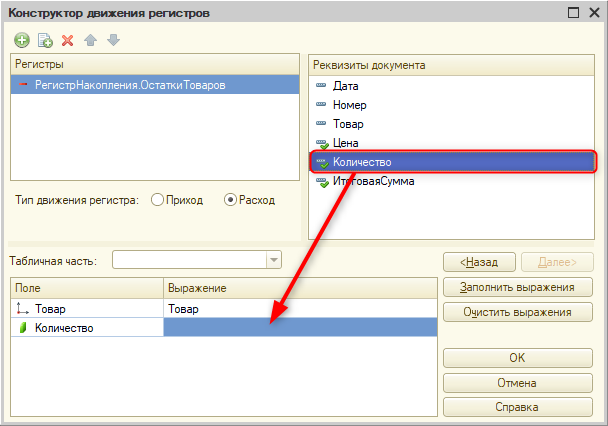 Конструктор движения регистров
Регистры
РегистрНакопления.ОстаткиТоваров
Реквизиты документа
Дата
Номер
Товар
Цена
Количество
ИтоговаяСумма
Тип движения регистра:
Приход
Расход
Табличная часть:
<Назад
Далее>
Поле
Выражение
Товар
Товар
Количество
Заполнить выражения
Очистить выражения
OK
Отмена
Справка